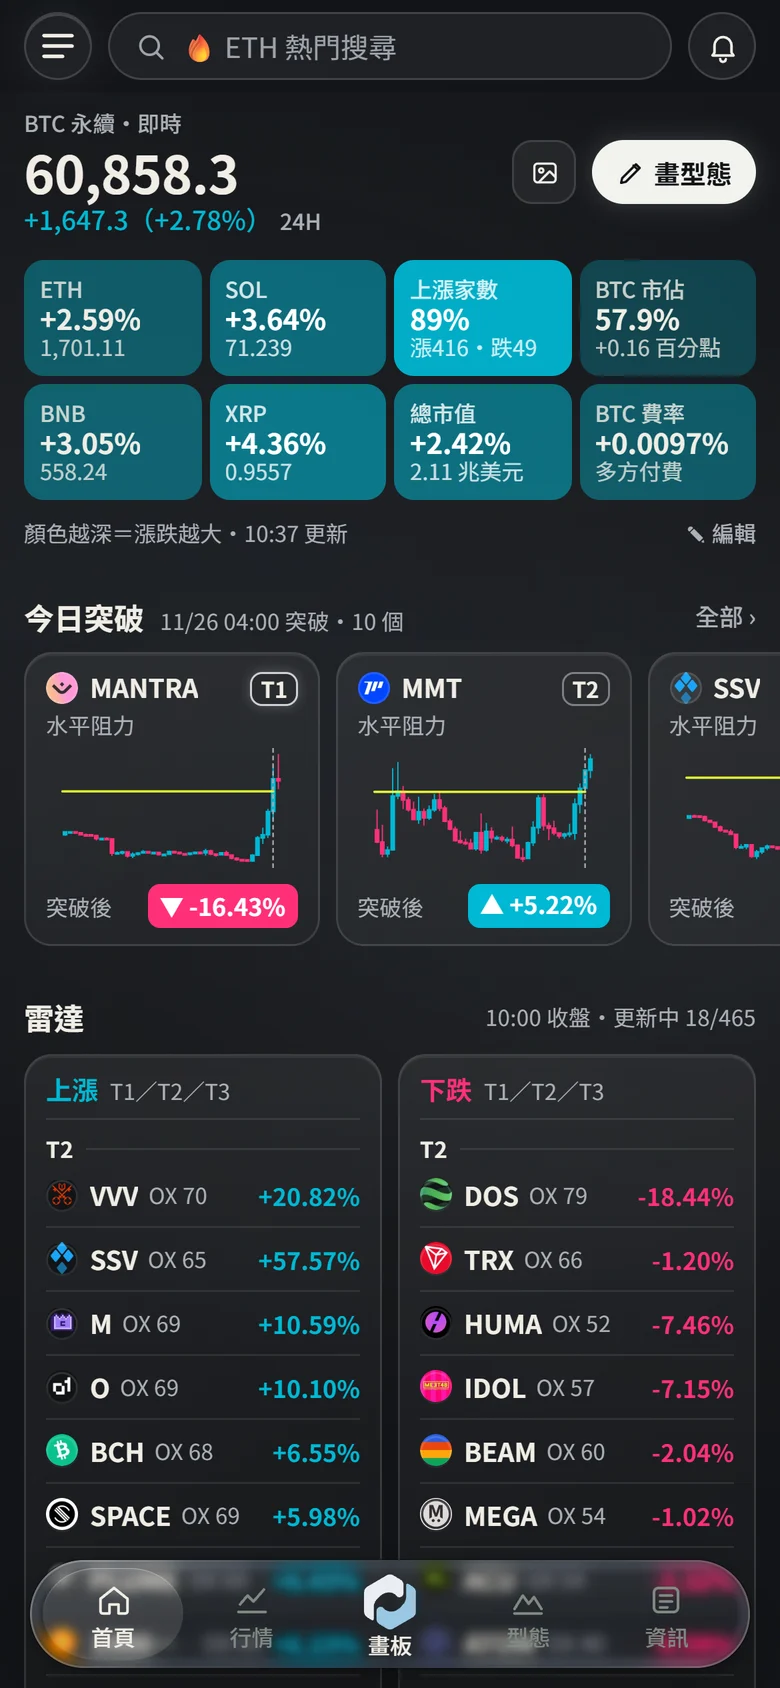 ETH 熱門搜尋
BTC 永續・即時
60,858.3
畫型態
+1,647.3（+2.78%） 24H
ETH
+2.59%
1,701.11
SOL
+3.64%
71.239
上漲家數
89%
漲416・跌49
BTC 市佔
57.9%
+0.16 百分點
BNB
+3.05%
558.24
XRP
+4.36%
0.9557
總市值
+2.42%
2.11 兆美元
BTC 費率
+0.0097%
多方付費
顏色越深＝漲跌越大・10:37 更新
編輯
今日突破 11/26 04:00 突破・10 個
全部 ›
MANTRA T1
水平阻力
突破後 ▼ -16.43%
MMT T2
水平阻力
突破後 ▲ +5.22%
SSV
水平阻力
突破後
雷達
10:00 收盤・更新中 18/465
上漲 T1／T2／T3
T2
VVV OX 70 +20.82%
SSV OX 65 +57.57%
M OX 69 +10.59%
O OX 69 +10.10%
BCH OX 68 +6.55%
SPACE OX 69 +5.98%
下跌 T1／T2／T3
T2
DOS OX 79 -18.44%
TRX OX 66 -1.20%
HUMA OX 52 -7.46%
IDOL OX 57 -7.15%
BEAM OX 60 -2.04%
MEGA OX 54 -1.02%
首頁
行情
畫板
型態
資訊